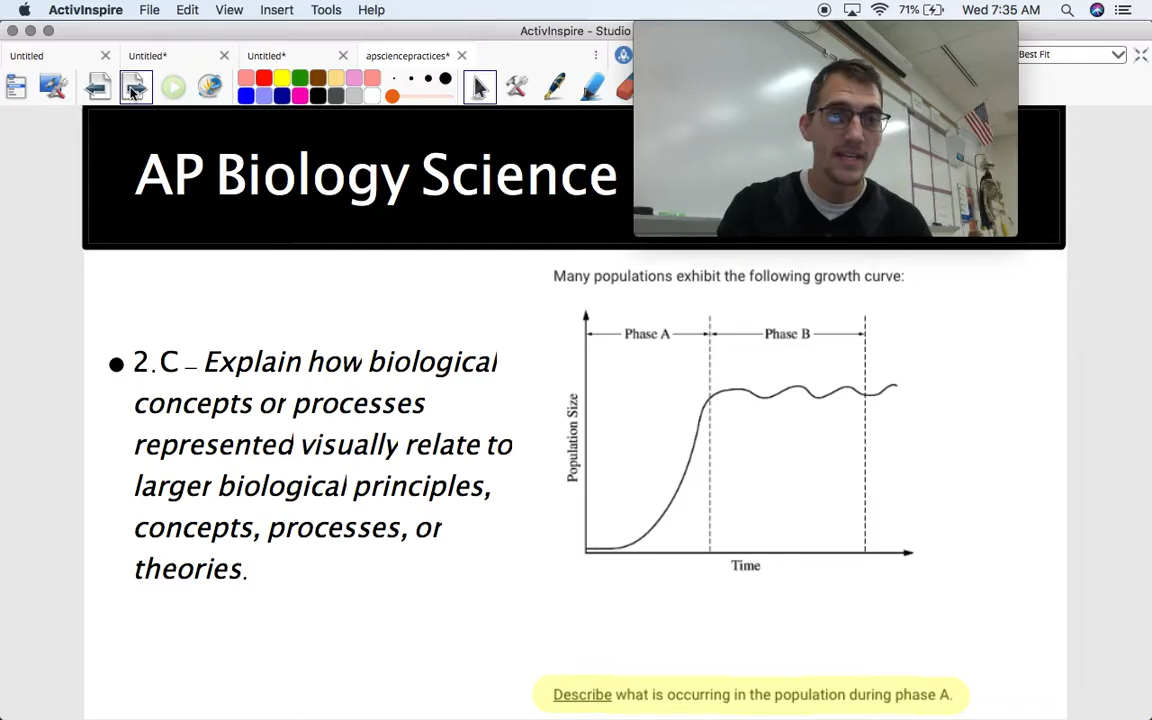 ActivInspire File Edit View Insert Tools Help 71% Wed 7:35 AM
ActivInspire - Studio
Untitled Untitled* Untitled* apsciencepractices* Best Fit
AP Biology Science
Many populations exhibit the following growth curve:
Phase A Phase B
Population Size
Time
● 2.C – Explain how biological
concepts or processes
represented visually relate to
larger biological principles,
concepts, processes, or
theories.
Describe what is occurring in the population during phase A.